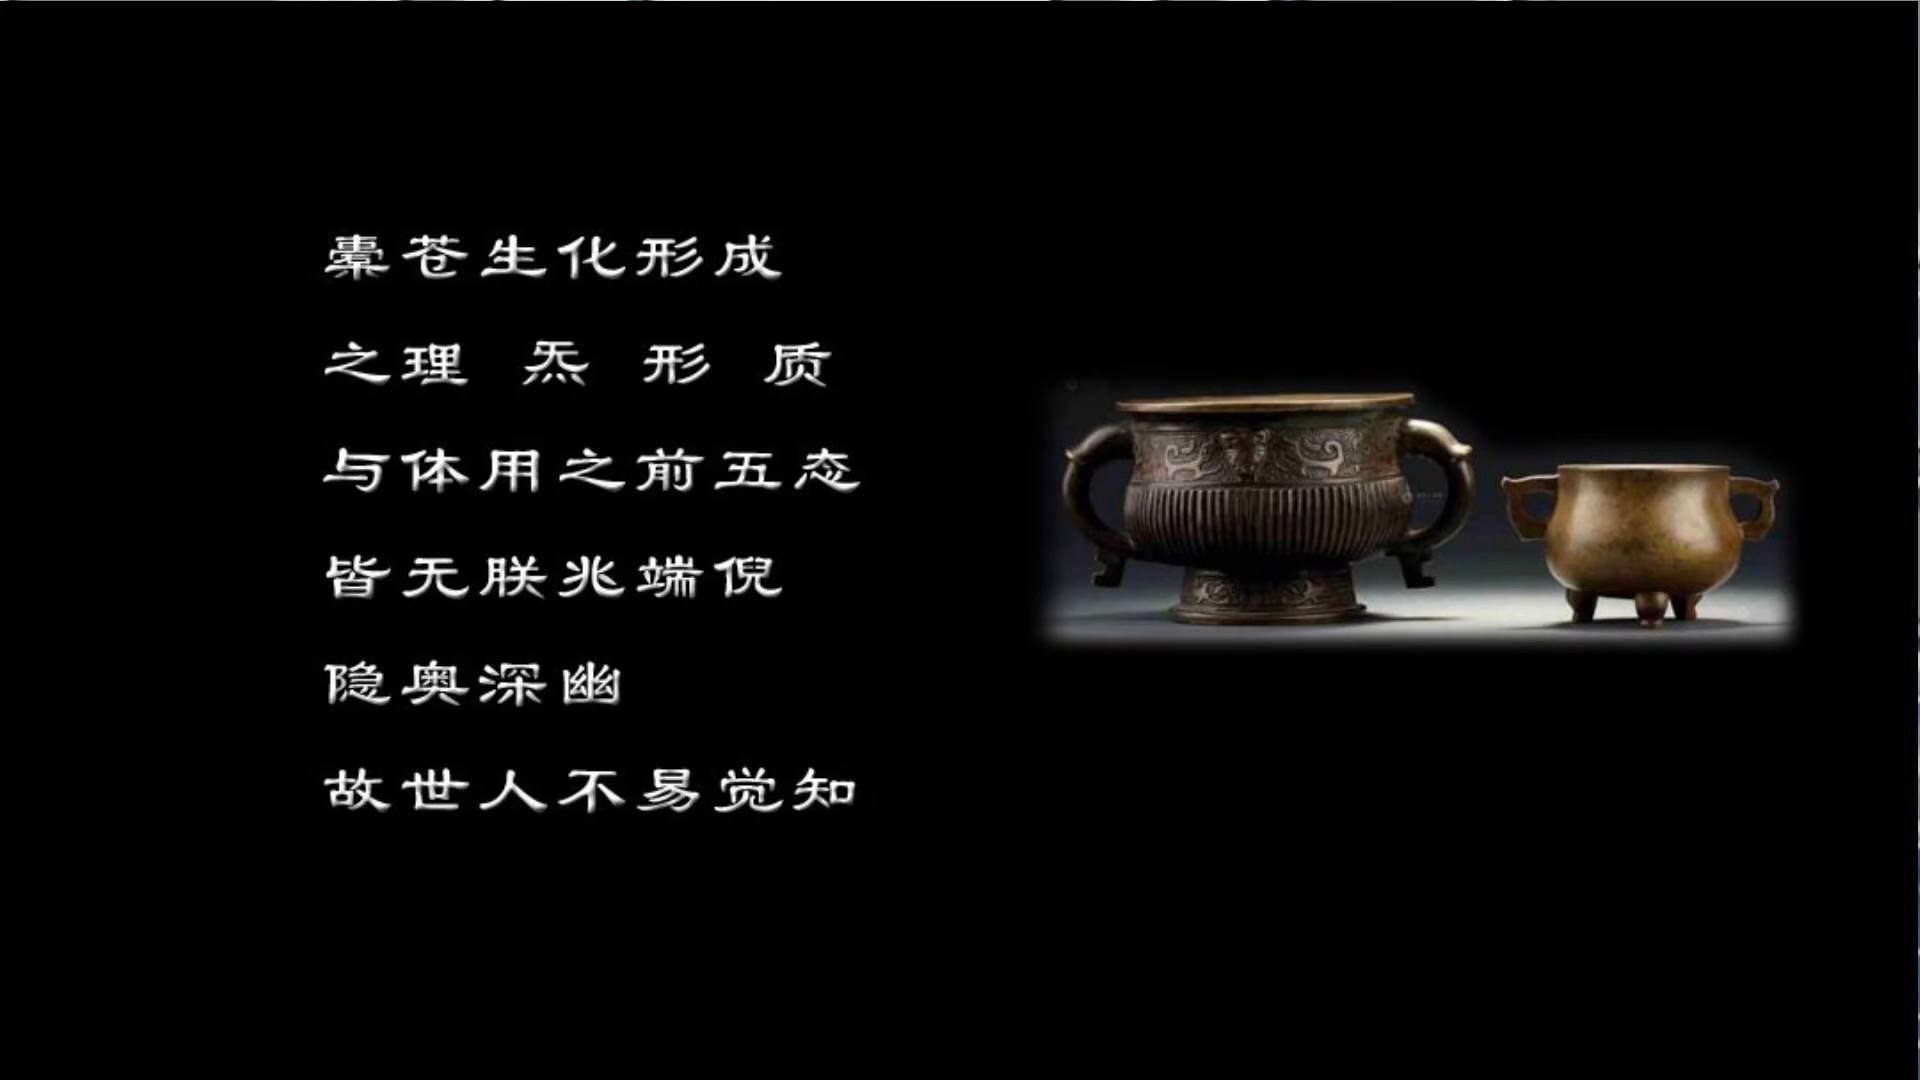 苍生化形成
之理 炁 形 质
与体用之前五态
皆无朕兆端倪
隐奥深幽
故世人不易觉知